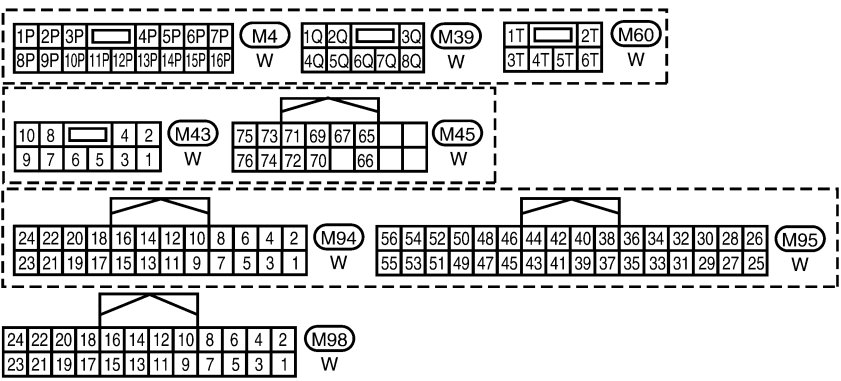 1P 2P 3P 4P 5P 6P 7P M4
8P 9P 10P 11P 12P 13P 14P 15P 16P W
1Q 2Q 3Q M39
4Q 5Q 6Q 7Q 8Q W
1T 2T M60
3T 4T 5T 6T W
10 8 4 2 M43
9 7 6 5 3 1 W
75 73 71 69 67 65 M45
76 74 72 70 66 W
24 22 20 18 16 14 12 10 8 6 4 2 M94
23 21 19 17 15 13 11 9 7 5 3 1 W
56 54 52 50 48 46 44 42 40 38 36 34 32 30 28 26 M95
55 53 51 49 47 45 43 41 39 37 35 33 31 29 27 25 W
24 22 20 18 16 14 12 10 8 6 4 2 M98
23 21 19 17 15 13 11 9 7 5 3 1 W